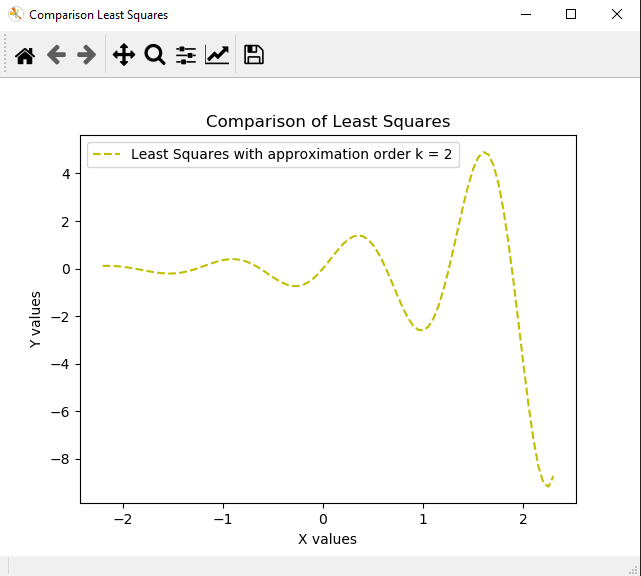 Comparison Least Squares
Comparison of Least Squares
Least Squares with approximation order k = 2
4
2
0
−2
−4
−6
−8
Y values
−2 −1 0 1 2
X values